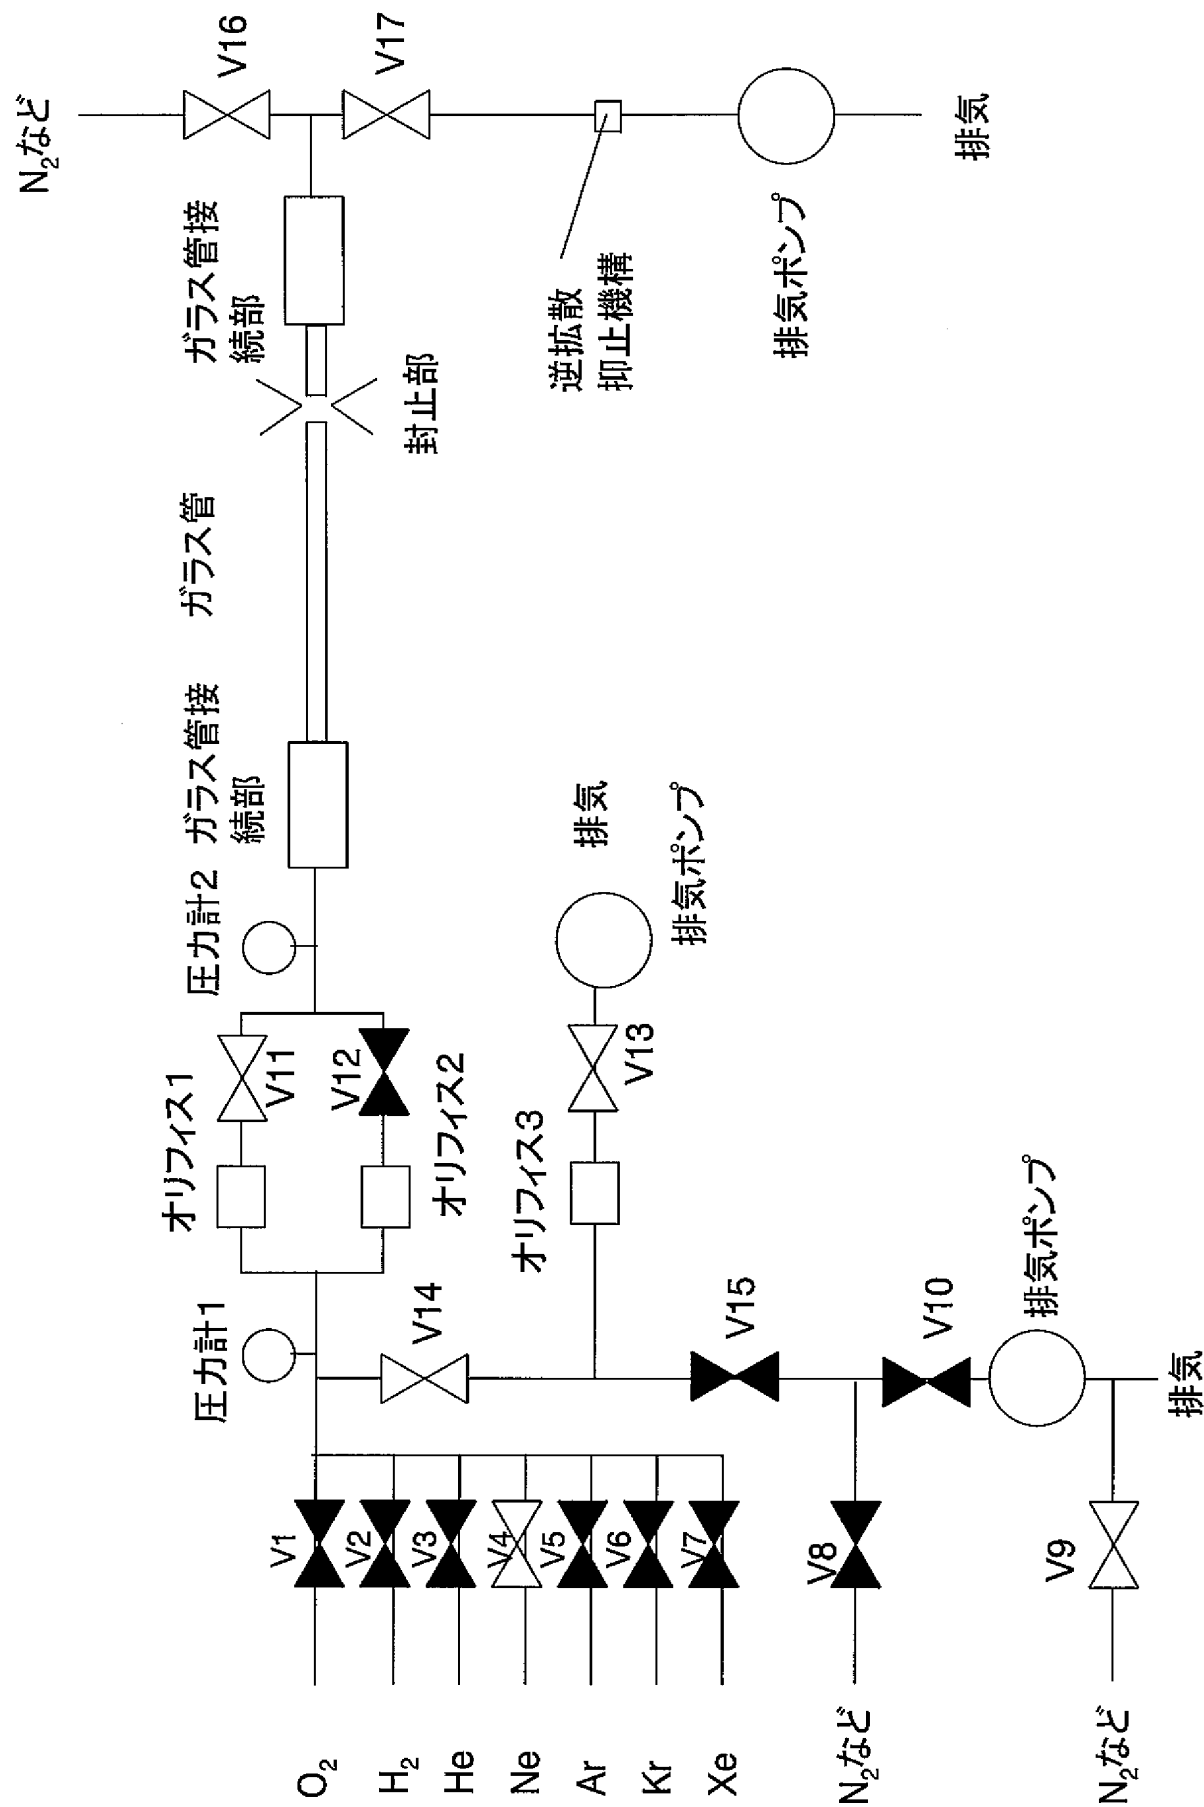 N₂など
V16
V17
ガラス管接
続部
封止部
逆拡散
抑止機構
排気ポンプ
排気
ガラス管
ガラス管接
続部
圧力計2
オリフィス1
V11
V12
オリフィス2
排気
排気ポンプ
V13
オリフィス3
圧力計1
V14
V15
V10
排気ポンプ
排気
V1
V2
V3
V4
V5
V6
V7
V8
V9
O₂
H₂
He
Ne
Ar
Kr
Xe
N₂など
N₂など